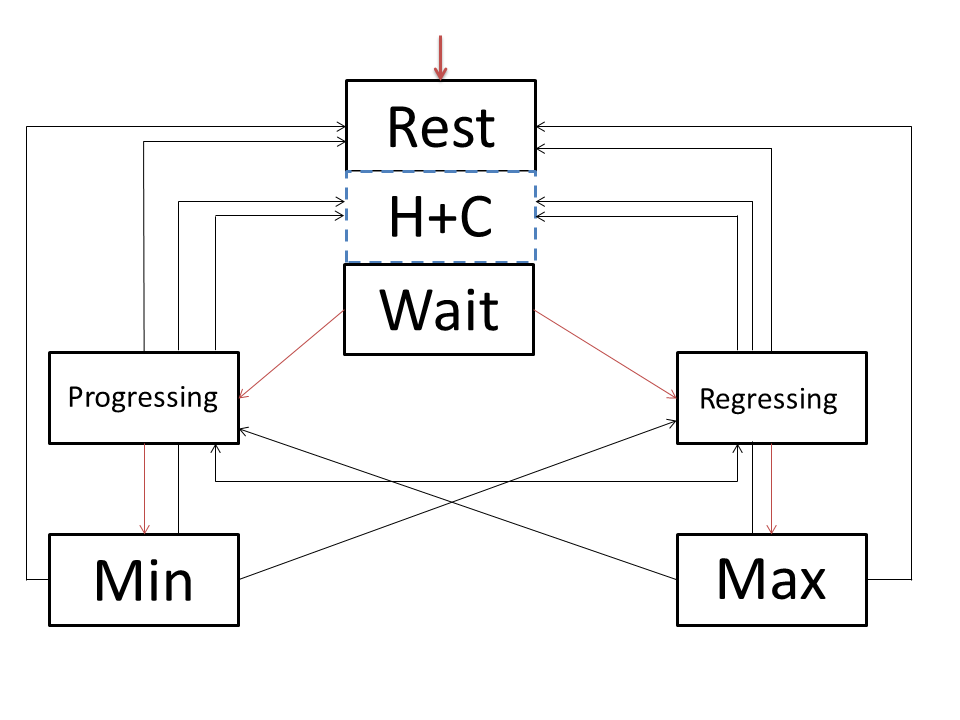 Rest
H+C
Wait
Progressing
Regressing
Min
Max